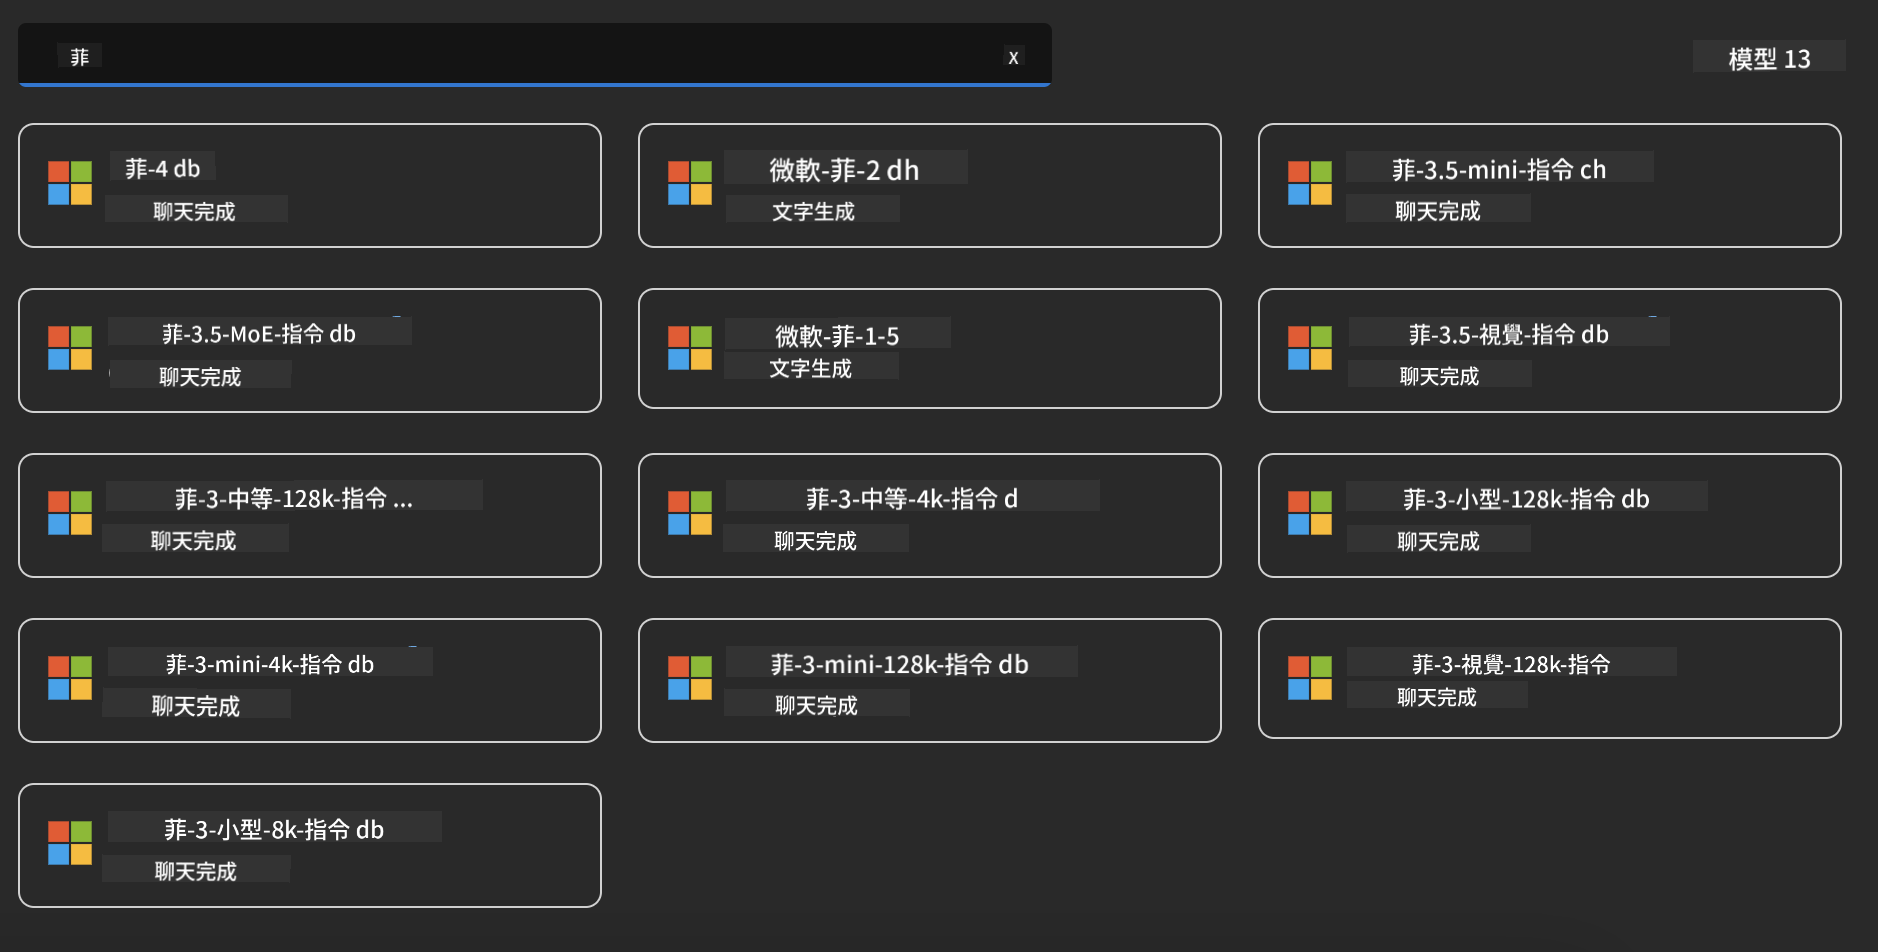 菲
x
模型 13
菲-4 db
聊天完成
微軟-菲-2 dh
文字生成
菲-3.5-mini-指令 ch
聊天完成
菲-3.5-MoE-指令 db
聊天完成
微軟-菲-1-5
文字生成
菲-3.5-視覺-指令 db
聊天完成
菲-3-中等-128k-指令 ...
聊天完成
菲-3-中等-4k-指令 d
聊天完成
菲-3-小型-128k-指令 db
聊天完成
菲-3-mini-4k-指令 db
聊天完成
菲-3-mini-128k-指令 db
聊天完成
菲-3-視覺-128k-指令
聊天完成
菲-3-小型-8k-指令 db
聊天完成